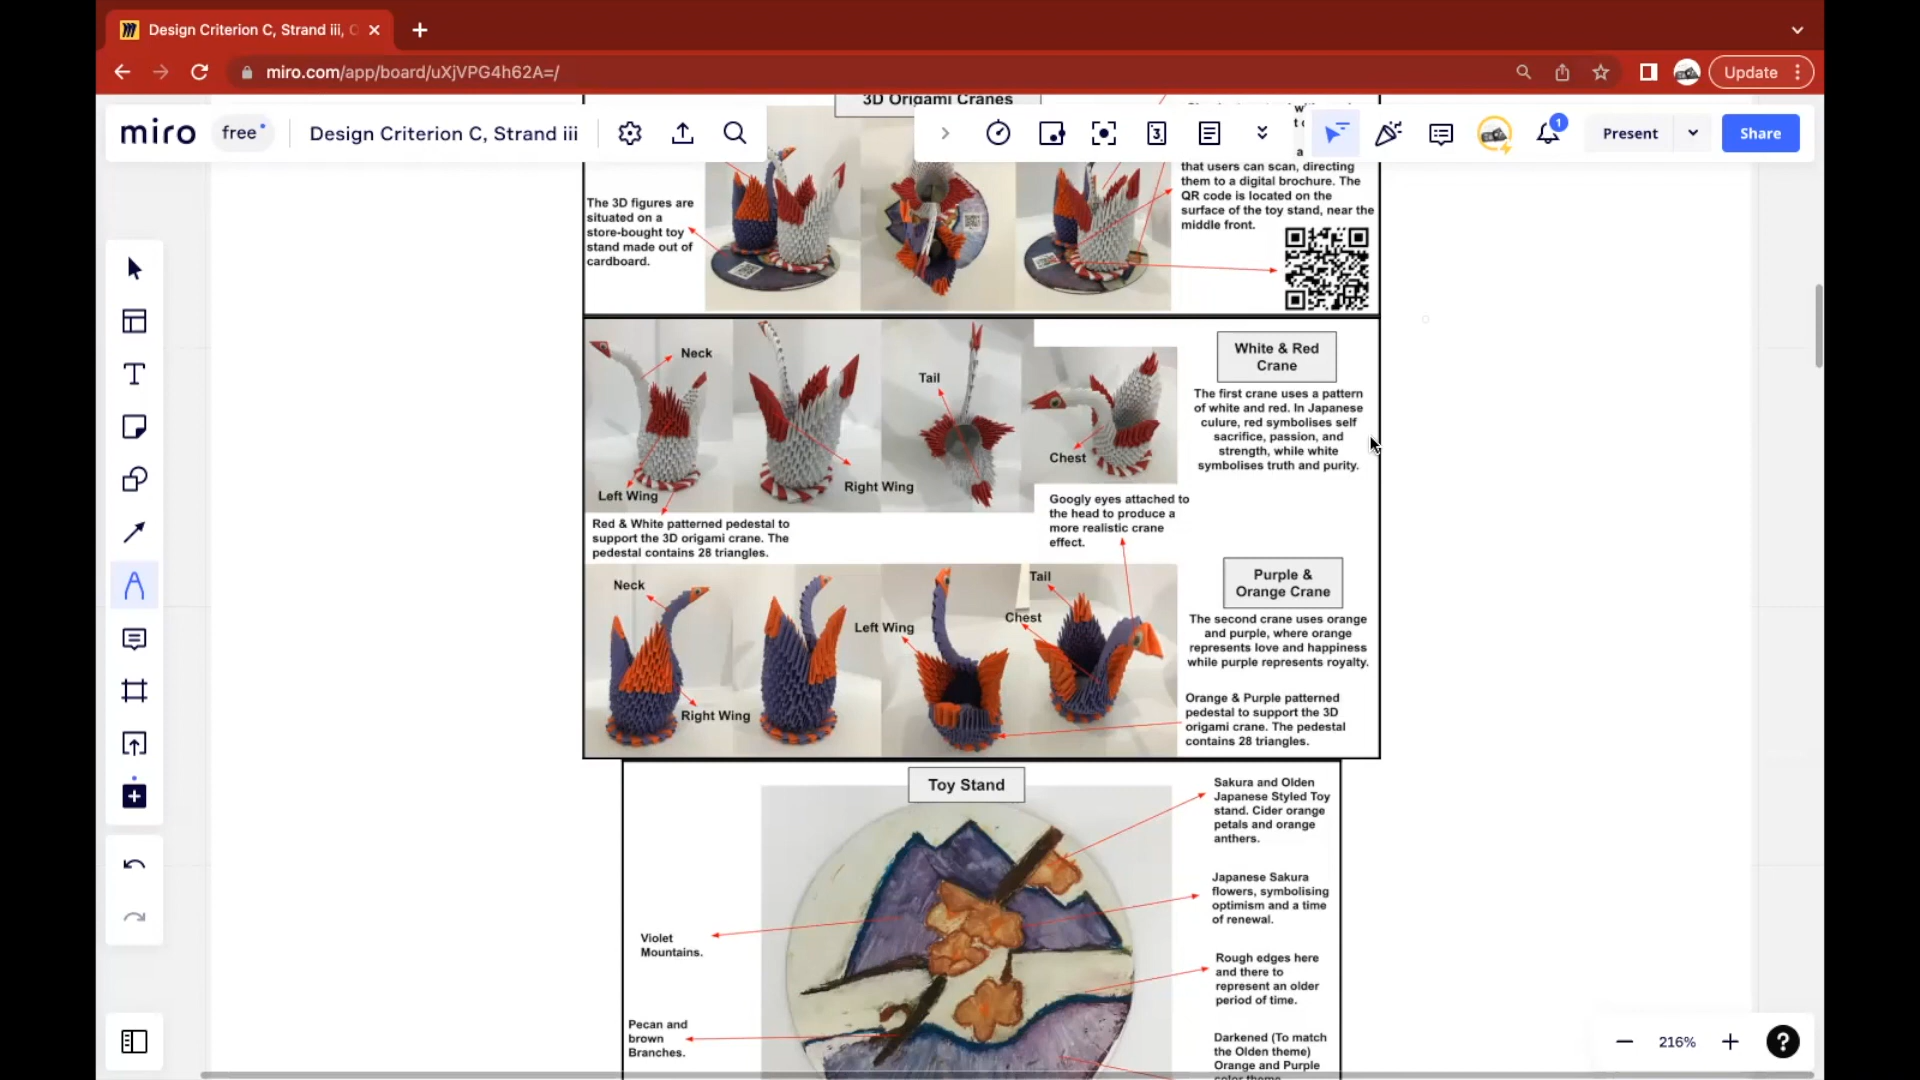 Design Criterion C, Strand iii,
miro.com/app/board/uXjVPG4h62A=/
Update
miro
free
Design Criterion C, Strand iii
3
1
Present
Share
3D Origami Cranes
The 3D figures are
situated on a
store-bought toy
stand made out of
cardboard.
that users can scan, directing
them to a digital brochure. The
QR code is located on the
surface of the toy stand, near the
middle front.
Neck
Tail
Chest
Left Wing
Right Wing
White & Red
Crane
The first crane uses a pattern
of white and red. In Japanese
culure, red symbolises self
sacrifice, passion, and
strength, while white
symbolises truth and purity.
Red & White patterned pedestal to
support the 3D origami crane. The
pedestal contains 28 triangles.
Googly eyes attached to
the head to produce a
more realistic crane
effect.
Neck
Right Wing
Left Wing
Tail
Chest
Purple &
Orange Crane
The second crane uses orange
and purple, where orange
represents love and happiness
while purple represents royalty.
Orange & Purple patterned
pedestal to support the 3D
origami crane. The pedestal
contains 28 triangles.
Toy Stand
Sakura and Olden
Japanese Styled Toy
stand. Cider orange
petals and orange
anthers.
Japanese Sakura
flowers, symbolising
optimism and a time
of renewal.
Violet
Mountains.
Rough edges here
and there to
represent an older
period of time.
Pecan and
brown
Branches.
Darkened (To match
the Olden theme)
Orange and Purple
color theme.
216%